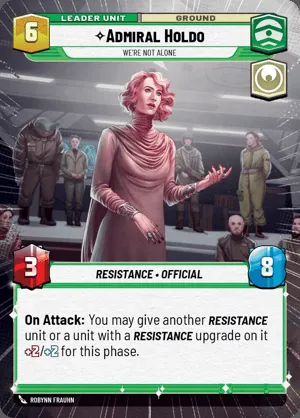 LEADER UNIT
GROUND
6
ADMIRAL HOLDO
WE'RE NOT ALONE
3
RESISTANCE • OFFICIAL
8
On Attack: You may give another RESISTANCE
unit or a unit with a RESISTANCE upgrade on it
+2/+2 for this phase.
ROBYNN FRAUHN